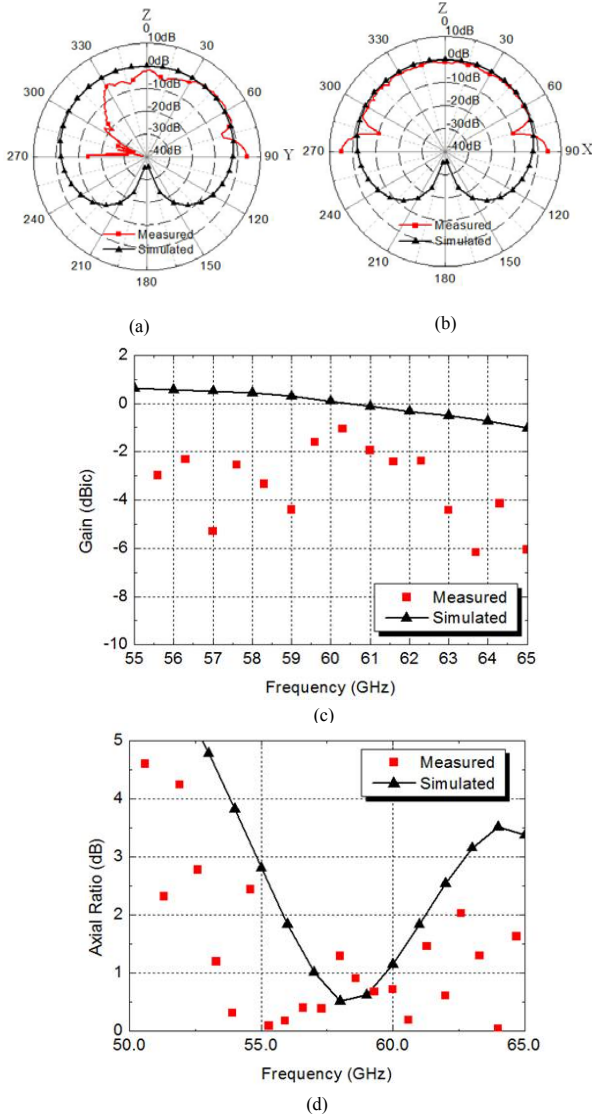 Z
0
10dB
330
30
0dB
-10dB
300
60
-20dB
-30dB
-40dB
270
90 Y
240
120
Measured
Simulated
210
150
180
(a)
Z
0
10dB
330
30
0dB
-10dB
300
60
-20dB
-30dB
-40dB
270
90 X
240
120
Measured
Simulated
210
150
180
(b)
2
0
-2
-4
-6
-8
-10
Gain (dBic)
Measured
Simulated
55 56 57 58 59 60 61 62 63 64 65
Frequency (GHz)
(c)
5
4
3
2
1
0
Axial Ratio (dB)
Measured
Simulated
50.0 55.0 60.0 65.0
Frequency (GHz)
(d)